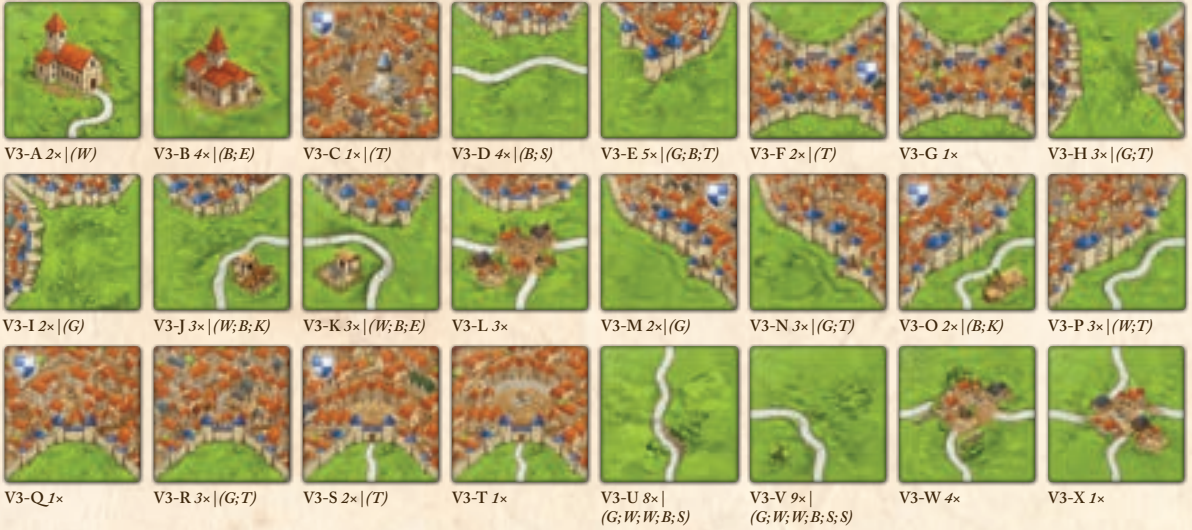 V3-A 2× | (W)
V3-B 4× | (B; E)
V3-C 1× | (T)
V3-D 4× | (B; S)
V3-E 5× | (G; B; T)
V3-F 2× | (T)
V3-G 1×
V3-H 3× | (G; T)
V3-I 2× | (G)
V3-J 3× | (W; B; K)
V3-K 3× | (W; B; E)
V3-L 3×
V3-M 2× | (G)
V3-N 3× | (G; T)
V3-O 2× | (B; K)
V3-P 3× | (W; T)
V3-Q 1×
V3-R 3× | (G; T)
V3-S 2× | (T)
V3-T 1×
V3-U 8× |
(G; W; W; B; S)
V3-V 9× |
(G; W; W; B; S; S)
V3-W 4×
V3-X 1×